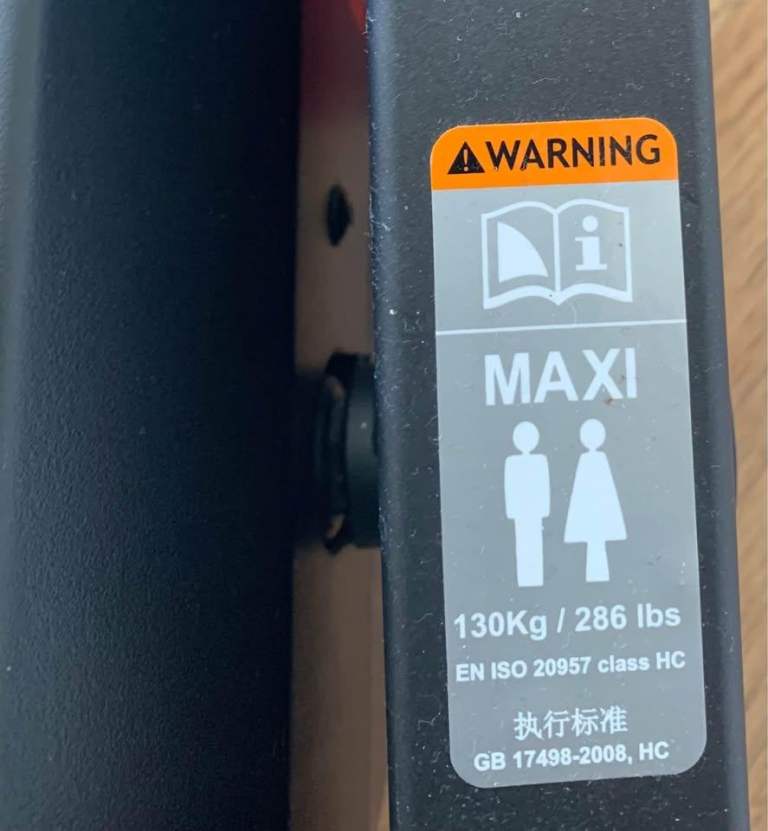 WARNING
MAXI
130Kg / 286 lbs
EN ISO 20957 class HC
执行标准
GB 17498-2008, HC